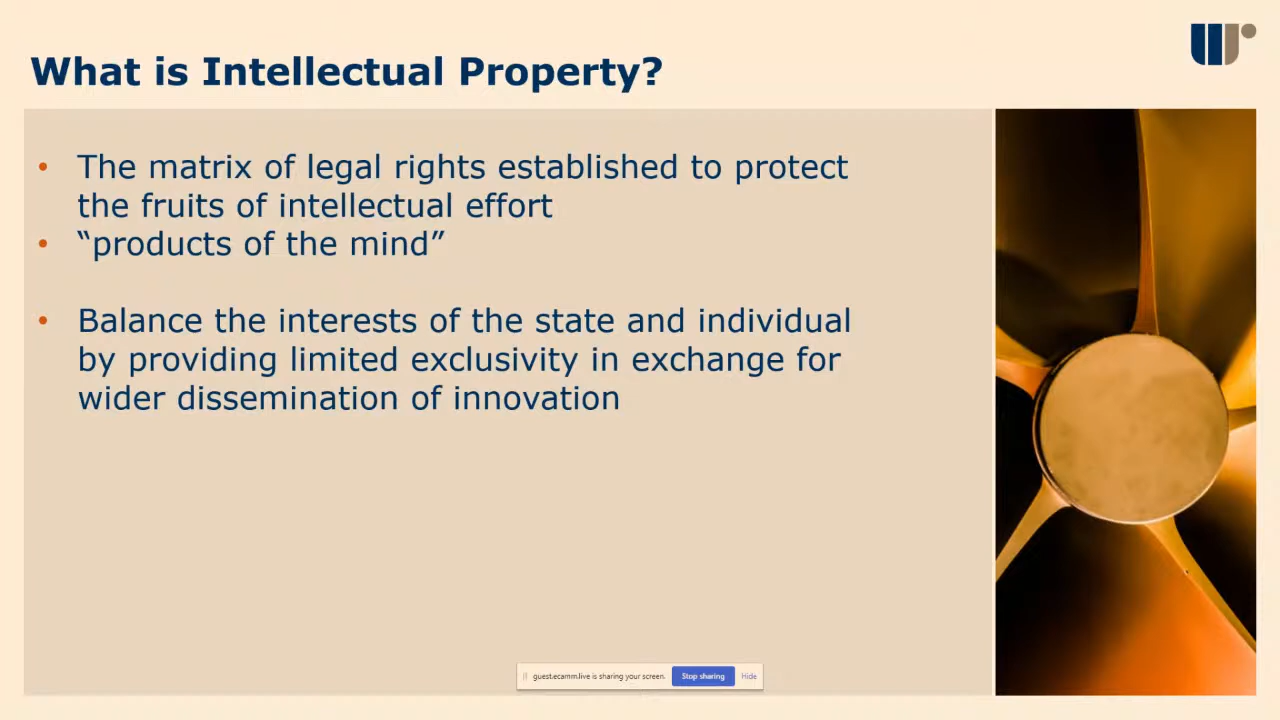 What is Intellectual Property?
• The matrix of legal rights established to protect
the fruits of intellectual effort
• “products of the mind”
• Balance the interests of the state and individual
by providing limited exclusivity in exchange for
wider dissemination of innovation
guest.ecamm.live is sharing your screen. Stop sharing Hide